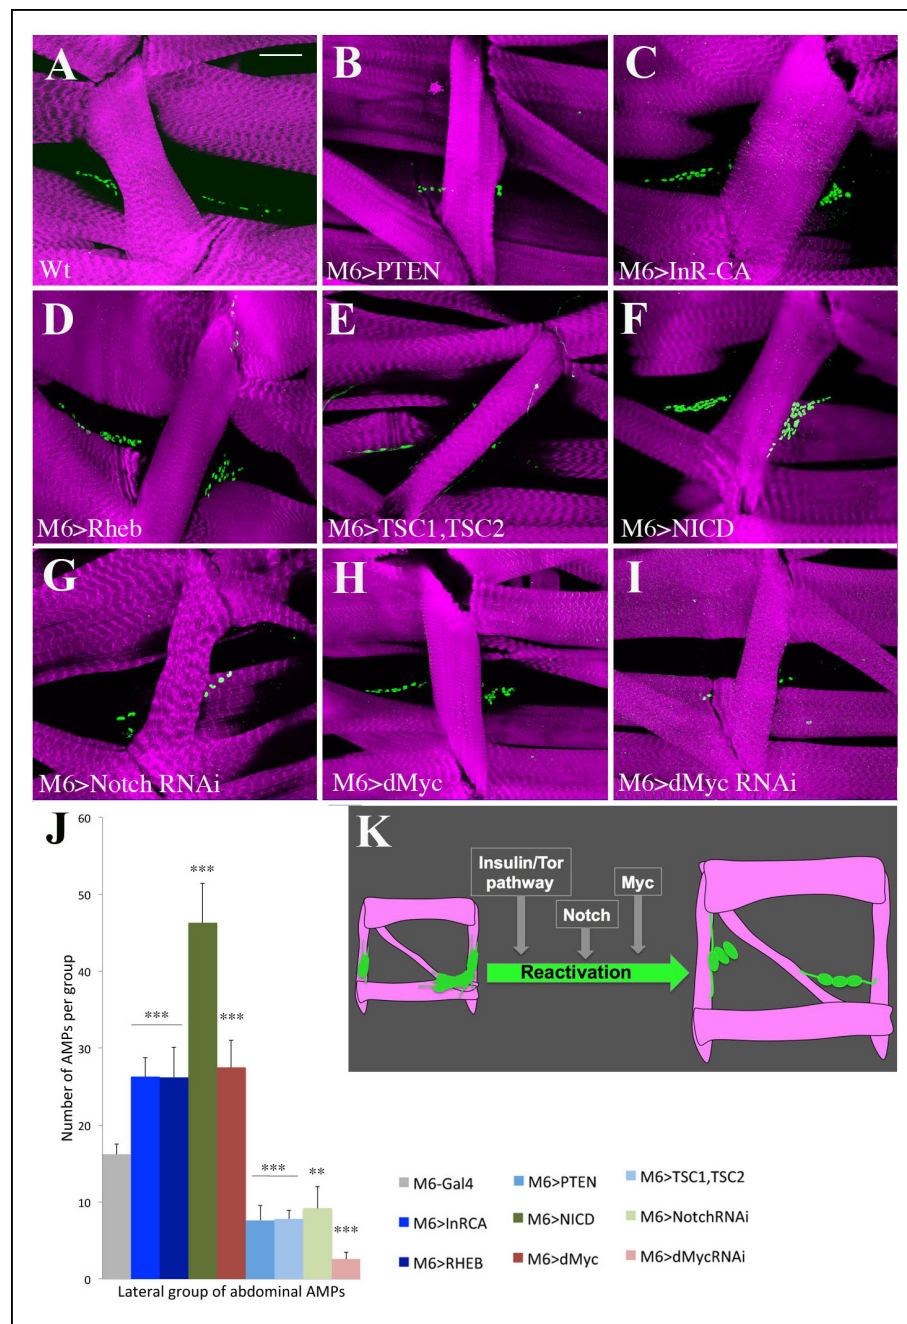 A
Wt
B
M6>PTEN
C
M6>InR-CA
D
M6>Rheb
E
M6>TSC1,TSC2
F
M6>NICD
G
M6>Notch RNAi
H
M6>dMyc
I
M6>dMyc RNAi
J
Number of AMPs per group
60
50
40
30
20
10
0
***
***
***
***
**
***
Lateral group of abdominal AMPs
K
Insulin/Tor
pathway
Notch
Myc
Reactivation
M6-Gal4
M6>PTEN
M6>TSC1,TSC2
M6>InRCA
M6>NICD
M6>NotchRNAi
M6>RHEB
M6>dMyc
M6>dMycRNAi